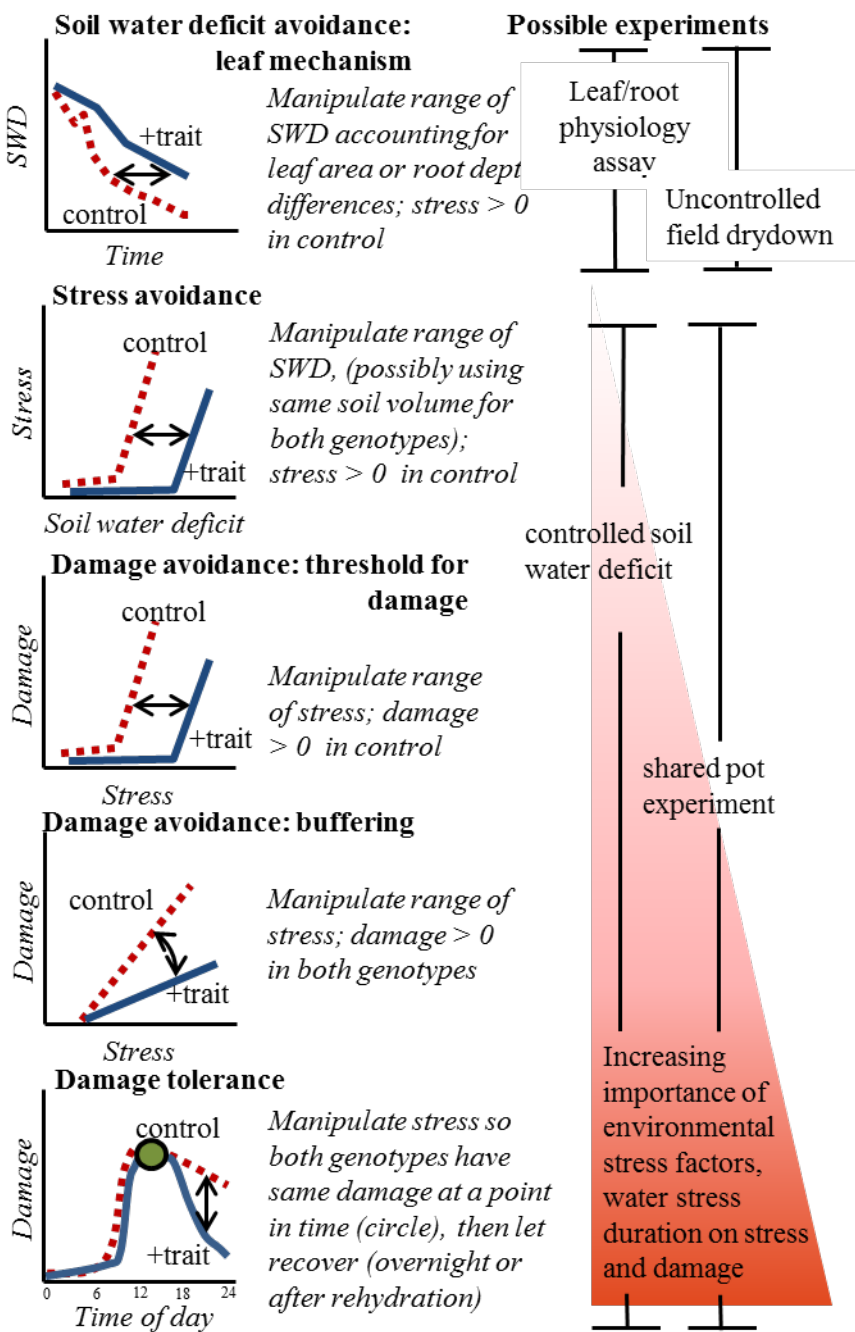 Soil water deficit avoidance:
leaf mechanism
Possible experiments
SWD
+trait
control
Time
Manipulate range of
SWD accounting for
leaf area or root dept
differences; stress > 0
in control
Leaf/root
physiology
assay
Uncontrolled
field drydown
Stress avoidance
Stress
control
+trait
Soil water deficit
Manipulate range of
SWD, (possibly using
same soil volume for
both genotypes);
stress > 0 in control
controlled soil
water deficit
Damage avoidance: threshold for
damage
Damage
control
+trait
Stress
Manipulate range
of stress; damage
> 0 in control
shared pot
experiment
Damage avoidance: buffering
Damage
control
+trait
Stress
Manipulate range of
stress; damage > 0
in both genotypes
Damage tolerance
Damage
control
+trait
0 6 12 18 24
Time of day
Manipulate stress so
both genotypes have
same damage at a point
in time (circle), then let
recover (overnight or
after rehydration)
Increasing
importance of
environmental
stress factors,
water stress
duration on stress
and damage